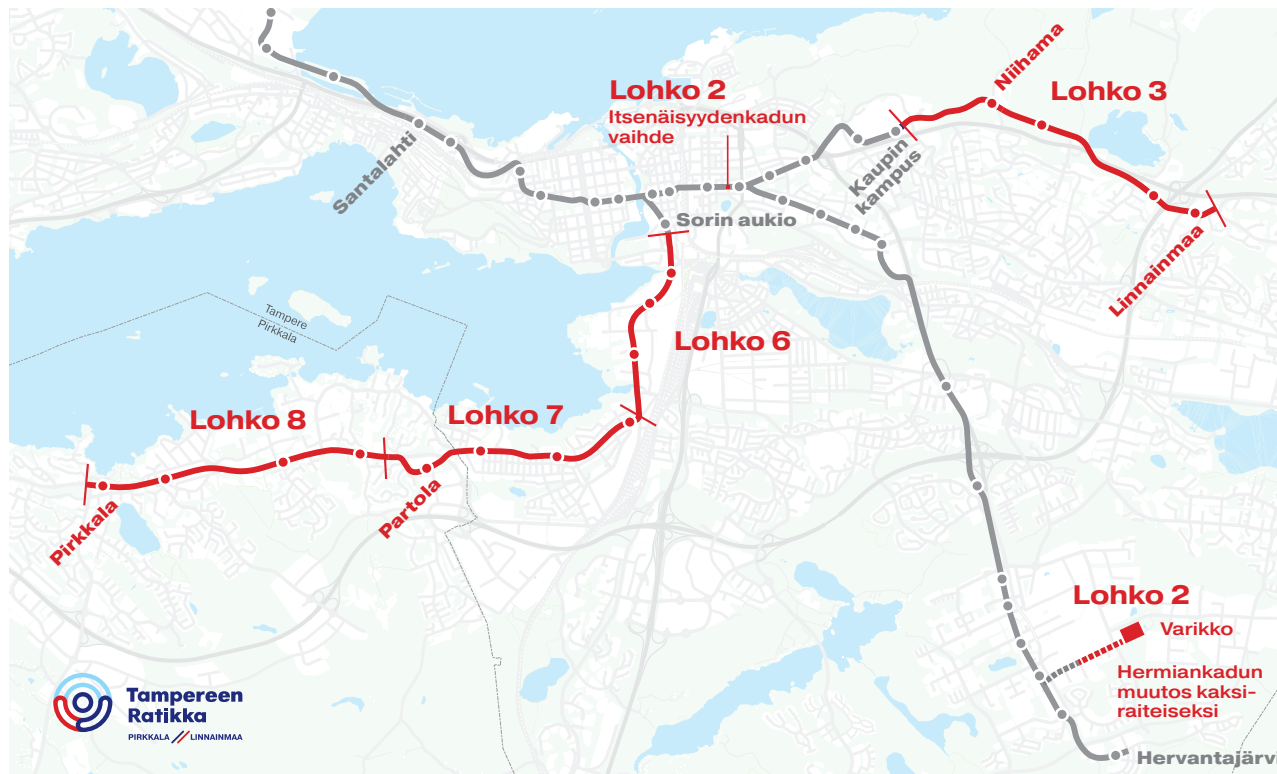 Niihama
Lohko 2
Itsenäisyydenkadun
vaihde
Lohko 3
Santalahti
Kaupin
kampus
Sorin aukio
Linnainmaa
Tampere
Pirkkala
Lohko 6
Lohko 8
Lohko 7
Partola
Pirkkala
Lohko 2
Varikko
Hermiankadun
muutos kaksi-
raiteiseksi
Tampereen
Ratikka
PIRKKALA // LINNAINMAA
Hervantajärv